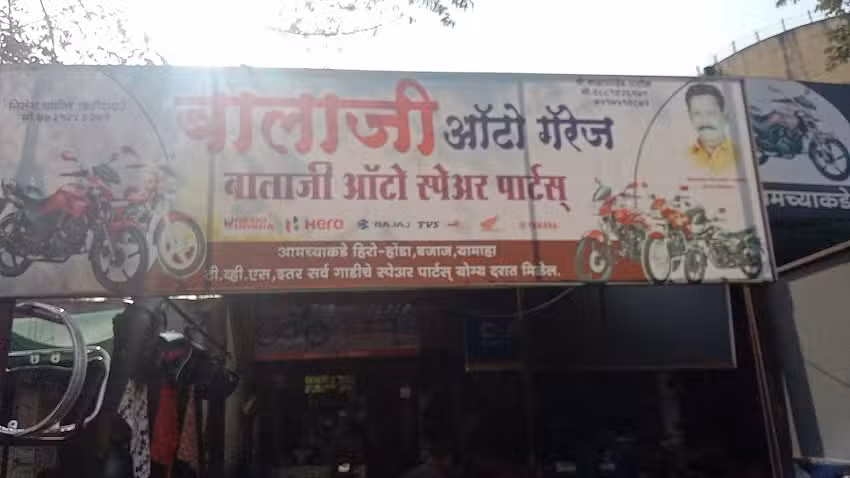 बालाजी ऑटो गॅरेज
बालाजी ऑटो स्पेअर पार्टस्
Hero BAJAJ TVS
आमच्याकडे हिरो-होंडा,बजाज,यामाहा
टी.व्ही.एस,इतर सर्व गाडीचे स्पेअर पार्टस् योग्य दरात मिळेल.
आमच्याकडे